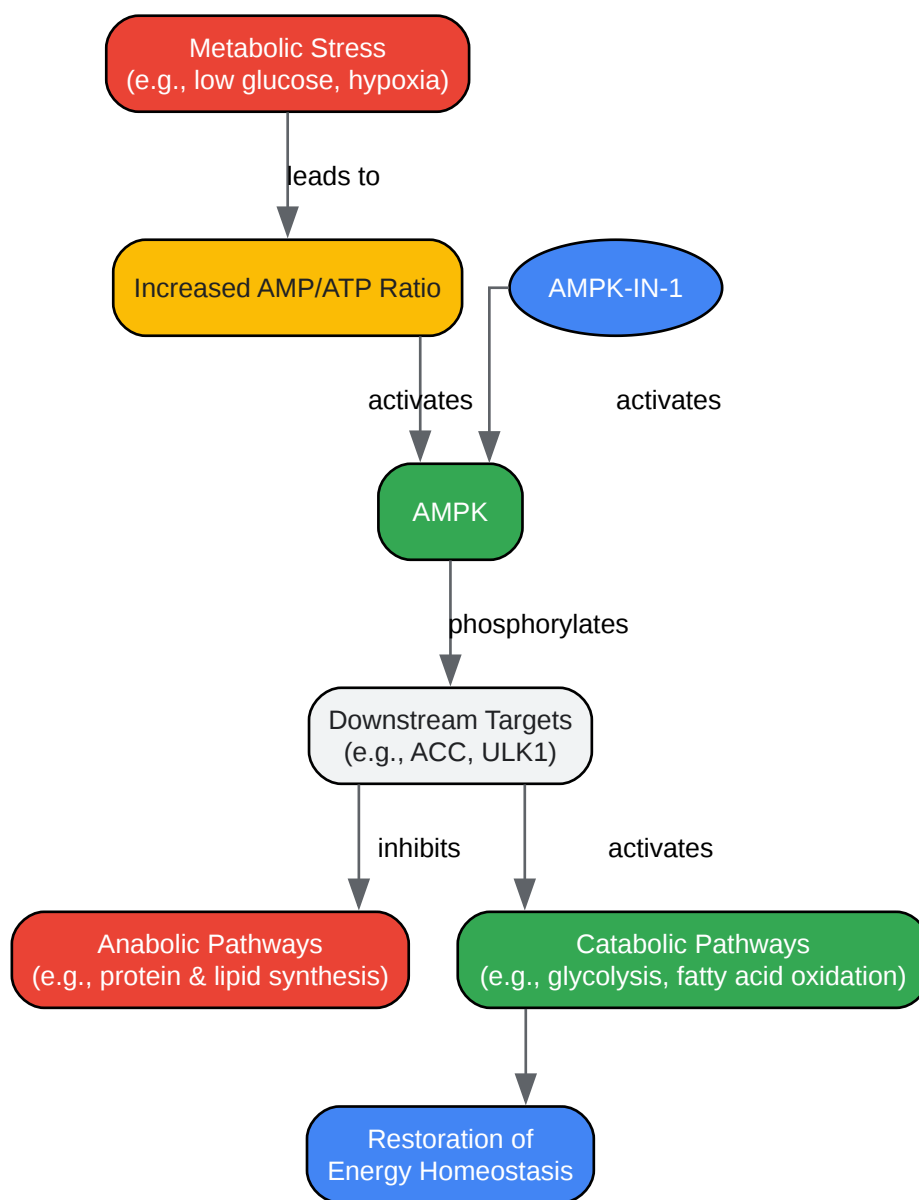 Metabolic Stress
(e.g., low glucose, hypoxia)
leads to
Increased AMP/ATP Ratio
AMPK-IN-1
activates
activates
AMPK
phosphorylates
Downstream Targets
(e.g., ACC, ULK1)
inhibits
activates
Anabolic Pathways
(e.g., protein & lipid synthesis)
Catabolic Pathways
(e.g., glycolysis, fatty acid oxidation)
Restoration of
Energy Homeostasis